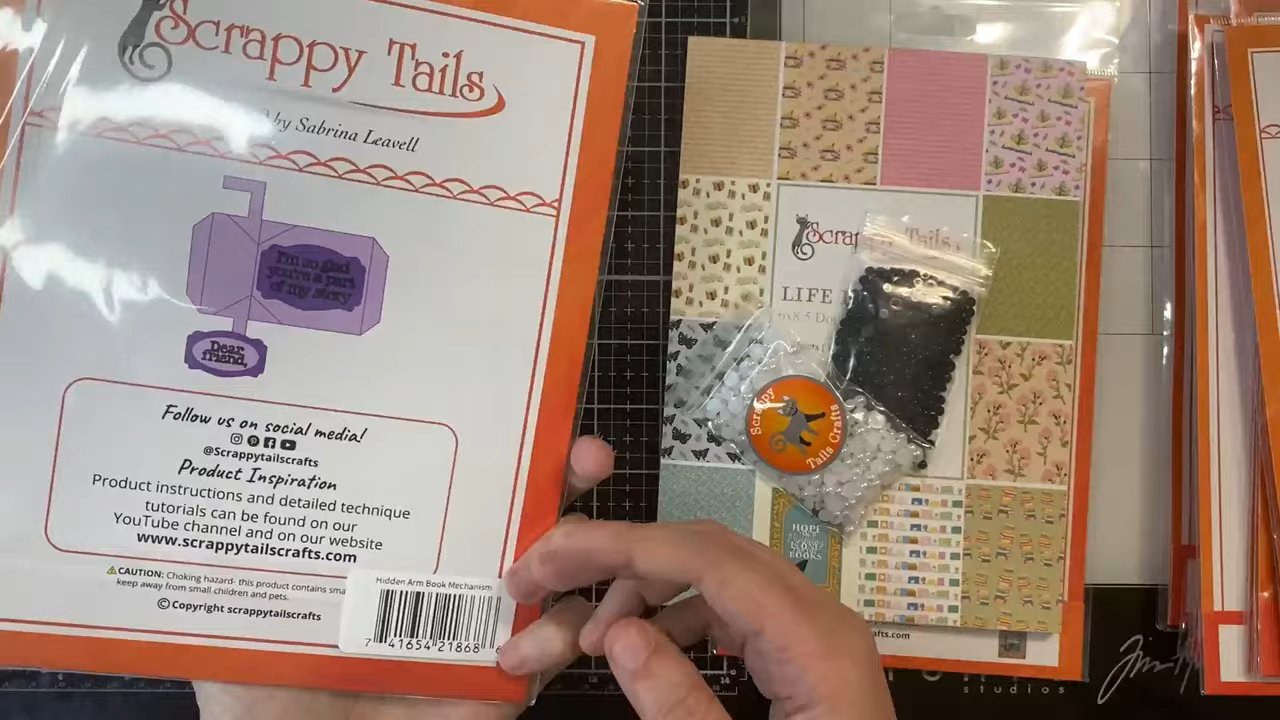 Scrappy Tails
by Sabrina Leavell
I'm so glad
you're a part
of my story
Dear
friend,
Follow us on social media!
@Scrappytailscrafts
Product Inspiration
Product instructions and detailed technique
tutorials can be found on our
YouTube channel and on our website
www.scrappytailscrafts.com
CAUTION: Choking hazard- this product contains
keep away from small children and pets.
©Copyright scrappytailscrafts
Hidden Arm Book Mechanism
7 41654 21868 6
Scrappy Tails
LIFE
Scrappy
Tails Crafts
HOPE
BOOKS
14
studios